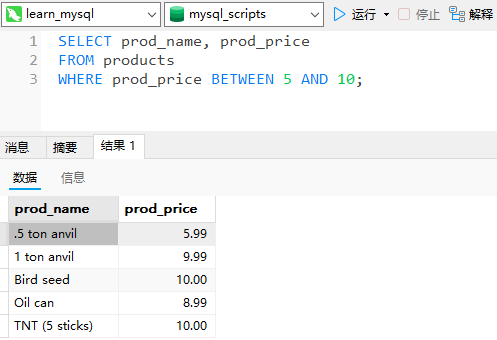 learn_mysql mysql_scripts 运行 停止 解释
1 SELECT prod_name, prod_price
2 FROM products
3 WHERE prod_price BETWEEN 5 AND 10;
消息 摘要 结果 1
数据 信息
prod_name prod_price
.5 ton anvil 5.99
1 ton anvil 9.99
Bird seed 10.00
Oil can 8.99
TNT (5 sticks) 10.00